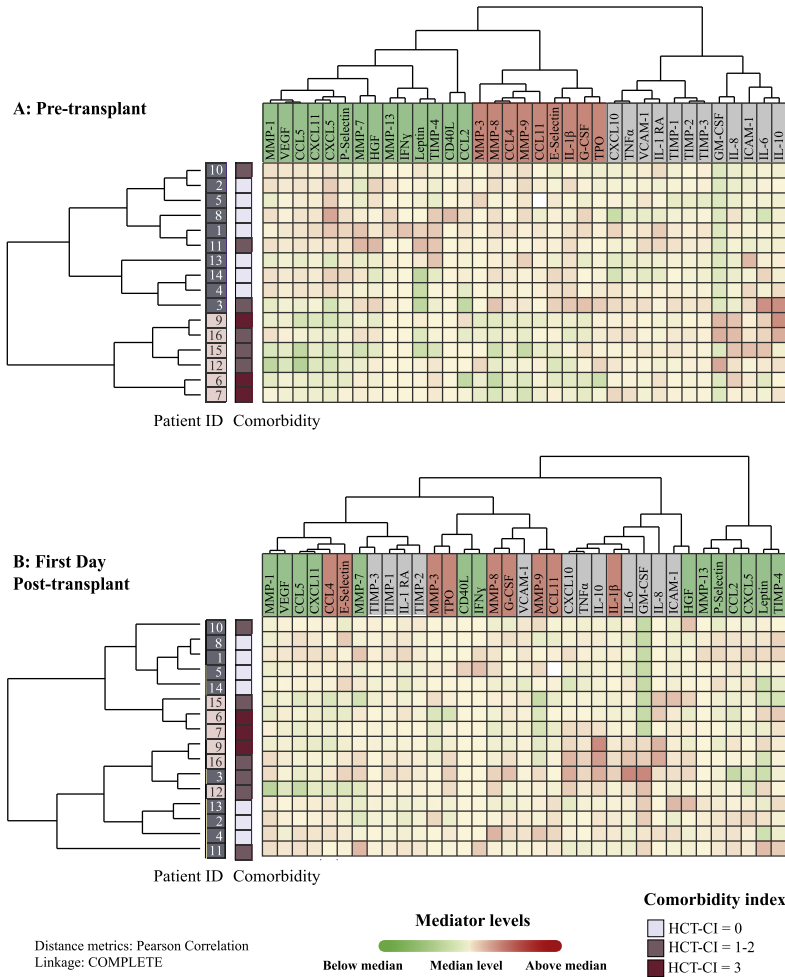 A: Pre-transplant
MMP-1 VEGF CCL5 CXCL11 CXCL5 P-Selectin MMP-7 HGF MMP-13 IFNγ Leptin TIMP-4 CD40L CCL2 MMP-3 MMP-8 CCL4 MMP-9 CCL11 E-Selectin IL-1β G-CSF TPO CXCL10 TNFα VCAM-1 IL-1 RA TIMP-1 TIMP-2 TIMP-3 GM-CSF IL-8 ICAM-1 IL-6 IL-10
10
2
5
8
1
11
13
14
4
3
9
16
15
12
6
7
Patient ID Comorbidity
B: First Day
Post-transplant
MMP-1 VEGF CCL5 CXCL11 CCL4 E-Selectin MMP-7 TIMP-3 TIMP-1 IL-1 RA TIMP-2 MMP-3 TPO CD40L IFNγ MMP-8 G-CSF VCAM-1 MMP-9 CCL11 CXCL10 TNFα IL-10 IL-1β IL-6 GM-CSF IL-8 ICAM-1 HGF MMP-13 P-Selectin CCL2 CXCL5 Leptin TIMP-4
10
8
1
5
14
15
6
7
9
16
3
12
13
2
4
11
Patient ID Comorbidity
Distance metrics: Pearson Correlation
Linkage: COMPLETE
Mediator levels
Below median Median level Above median
Comorbidity index
HCT-CI = 0
HCT-CI = 1-2
HCT-CI = 3